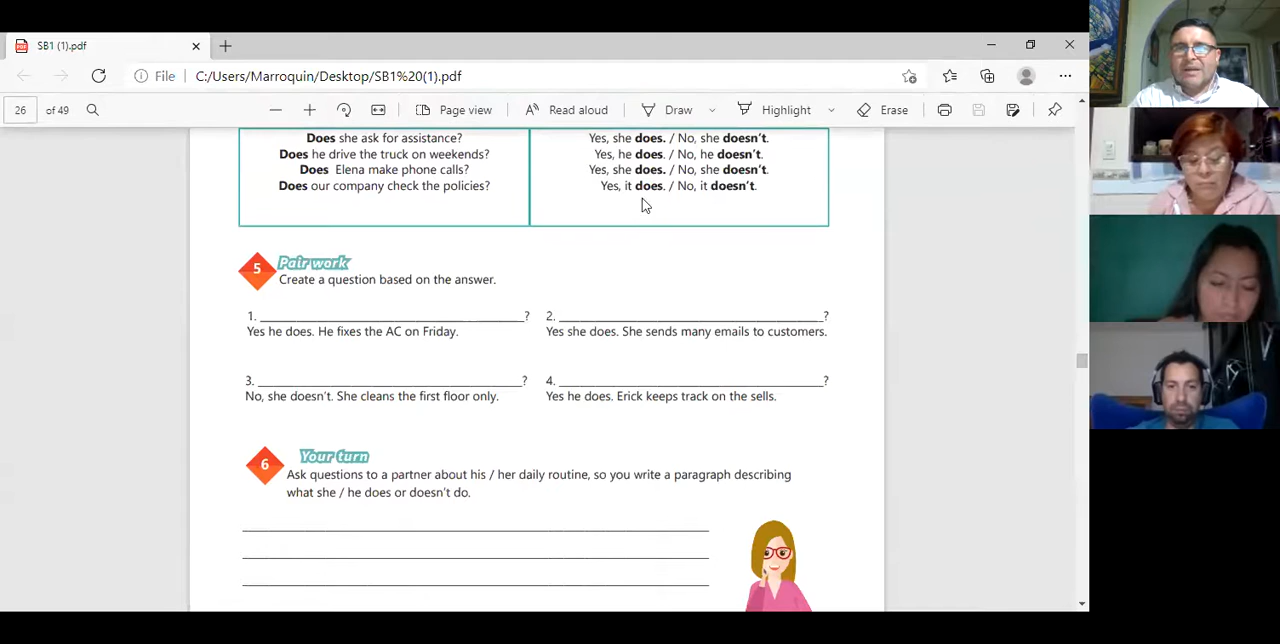 SB1 (1).pdf
File
C:/Users/Marroquin/Desktop/SB1%20(1).pdf
26 of 49
Page view
Read aloud
Draw
Highlight
Erase
Does she ask for assistance?
Does he drive the truck on weekends?
Does Elena make phone calls?
Does our company check the policies?
Yes, she does. / No, she doesn't.
Yes, he does. / No, he doesn't.
Yes, she does. / No, she doesn't.
Yes, it does. / No, it doesn't.
5 Pair work
Create a question based on the answer.
1. ______________________________?
Yes he does. He fixes the AC on Friday.
2. ______________________________?
Yes she does. She sends many emails to customers.
3. ______________________________?
No, she doesn't. She cleans the first floor only.
4. ______________________________?
Yes he does. Erick keeps track on the sells.
6 Your turn
Ask questions to a partner about his / her daily routine, so you write a paragraph describing
what she / he does or doesn't do.